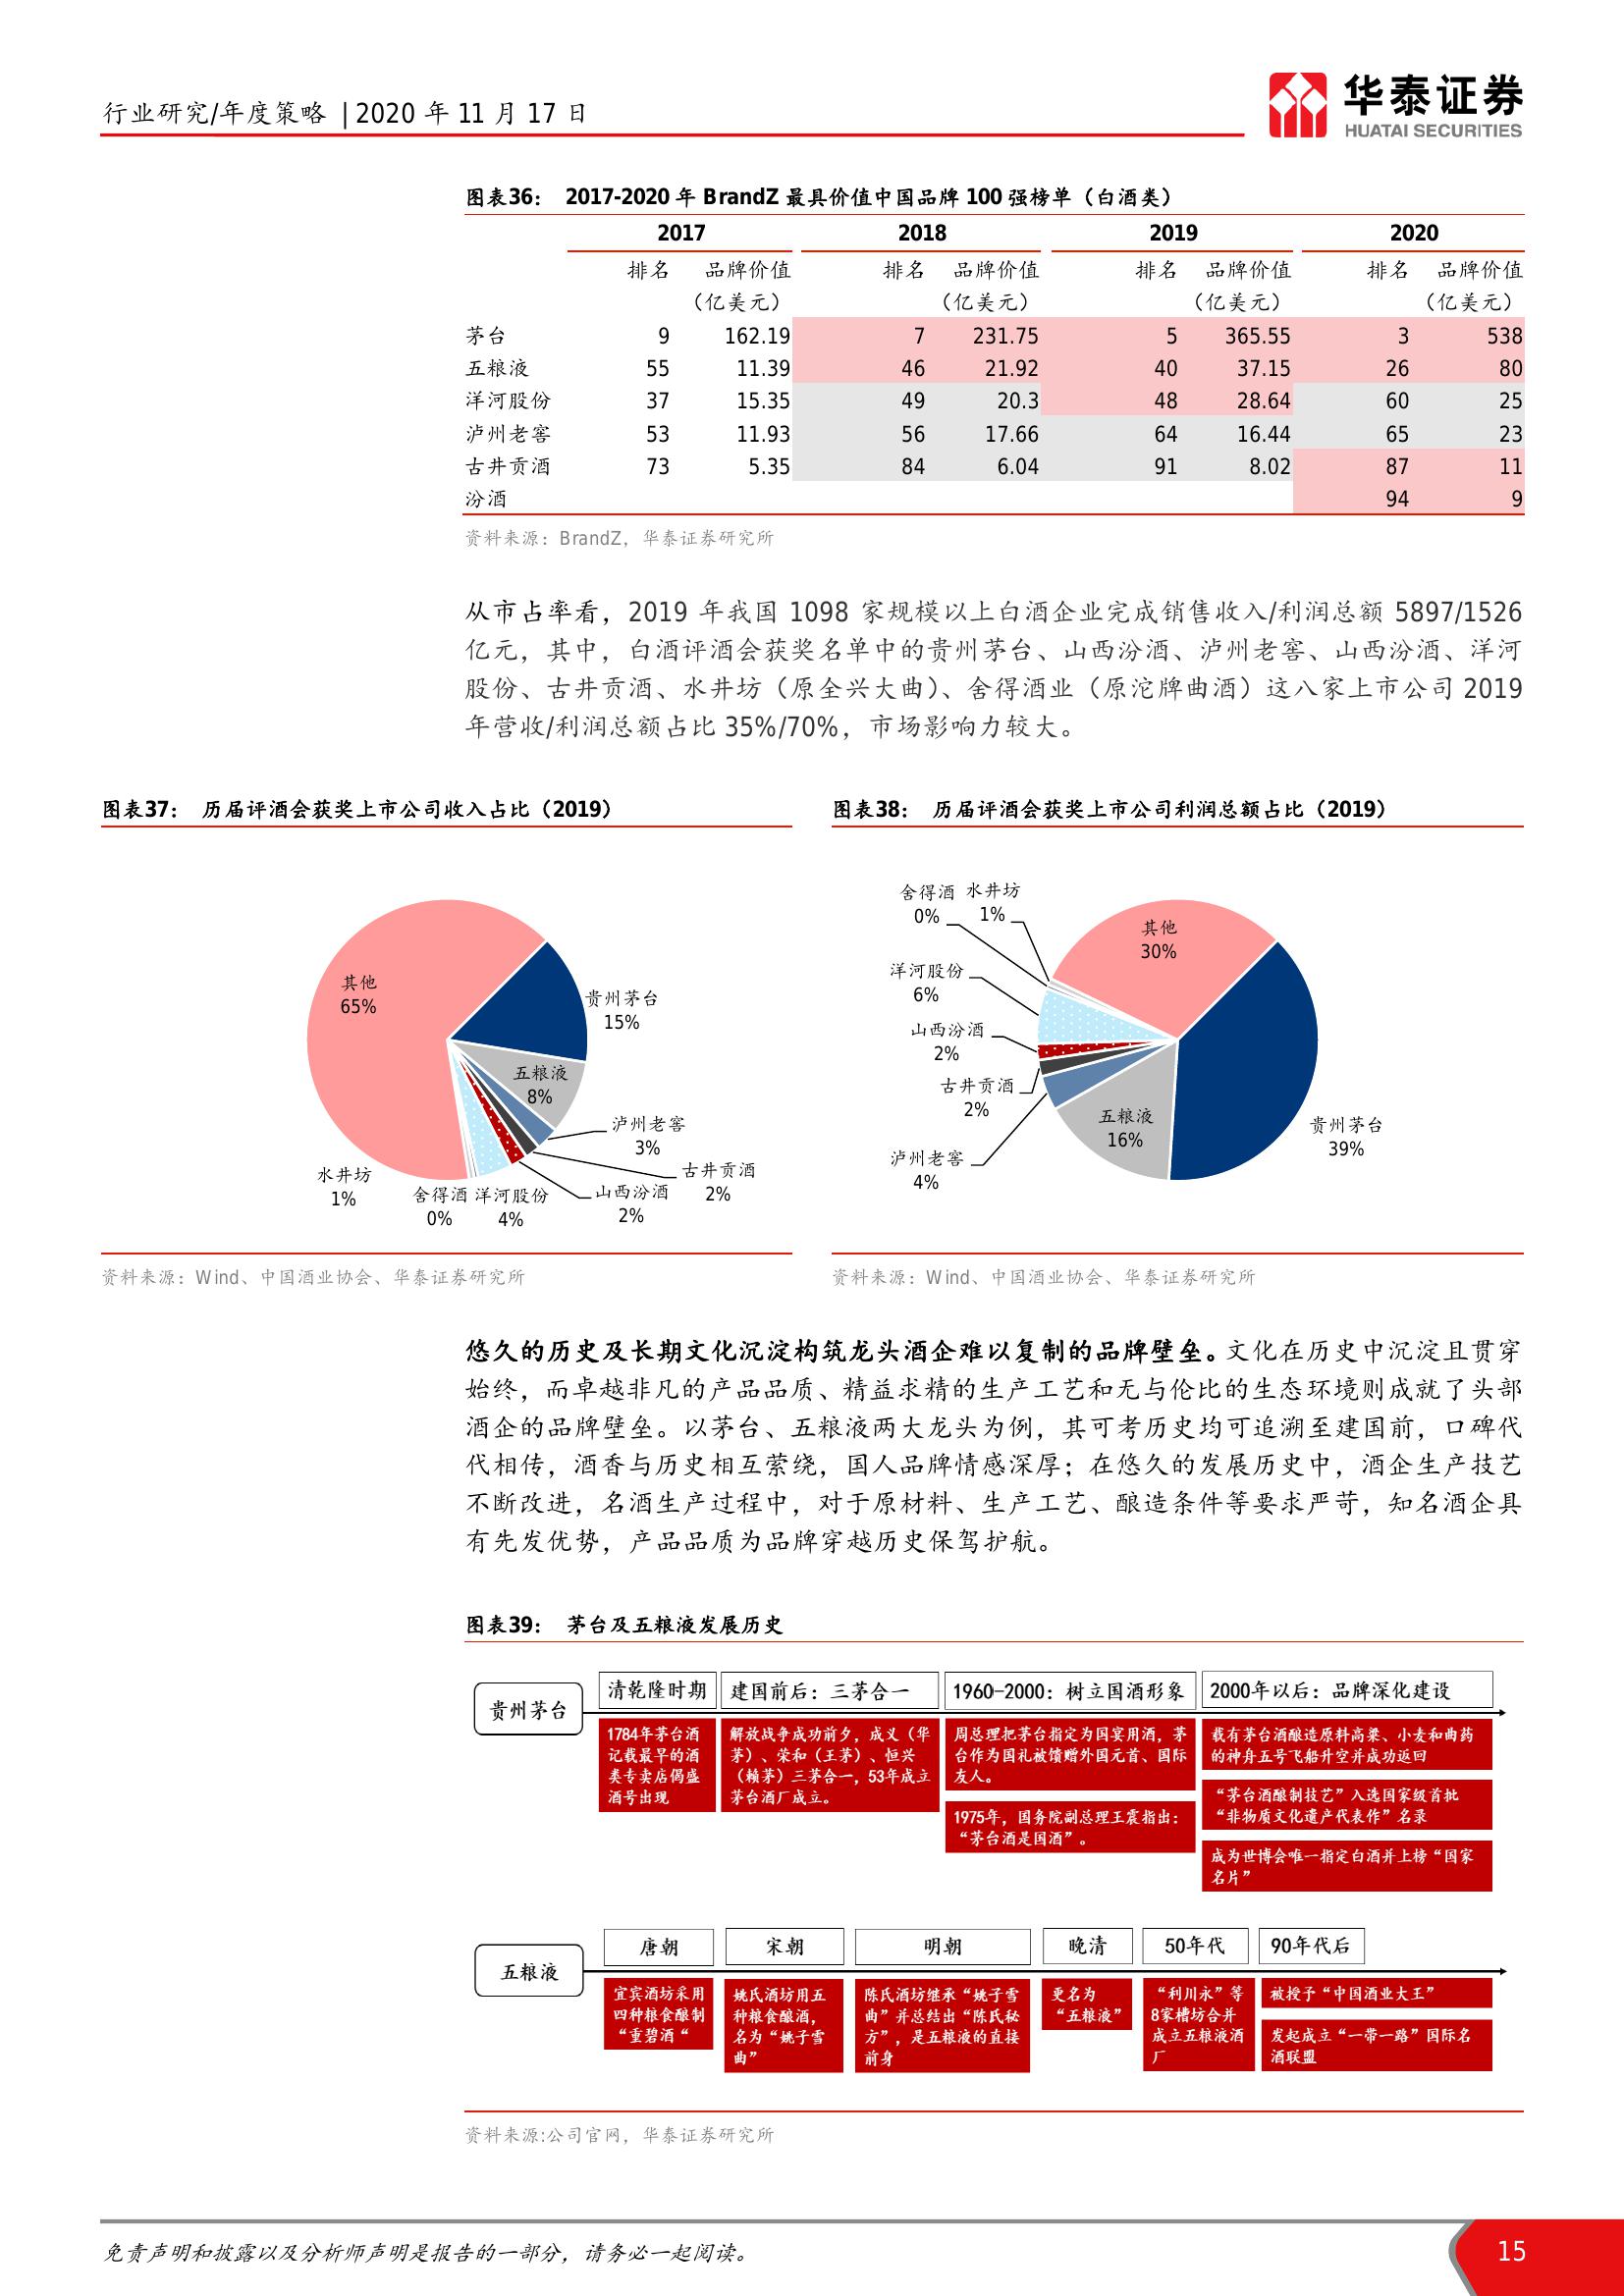 行业研究/年度策略 | 2020 年 11 月 17 日
华泰证券
HUATAI SECURITIES
图表36: 2017-2020 年 BrandZ 最具价值中国品牌 100 强榜单（白酒类）
2017 2018 2019 2020
排名 品牌价值 排名 品牌价值 排名 品牌价值 排名 品牌价值
（亿美元） （亿美元） （亿美元） （亿美元）
茅台 9 162.19 7 231.75 5 365.55 3 538
五粮液 55 11.39 46 21.92 40 37.15 26 80
洋河股份 37 15.35 49 20.3 48 28.64 60 25
泸州老窖 53 11.93 56 17.66 64 16.44 65 23
古井贡酒 73 5.35 84 6.04 91 8.02 87 11
汾酒 94 9
资料来源：BrandZ，华泰证券研究所
从市占率看，2019 年我国 1098 家规模以上白酒企业完成销售收入/利润总额 5897/1526
亿元，其中，白酒评酒会获奖名单中的贵州茅台、山西汾酒、泸州老窖、山西汾酒、洋河
股份、古井贡酒、水井坊（原全兴大曲）、舍得酒业（原沱牌曲酒）这八家上市公司 2019
年营收/利润总额占比 35%/70%，市场影响力较大。
图表37: 历届评酒会获奖上市公司收入占比（2019）
其他
65%
贵州茅台
15%
五粮液
8%
泸州老窖
3%
古井贡酒
2%
山西汾酒
2%
洋河股份
4%
舍得酒
0%
水井坊
1%
资料来源：Wind、中国酒业协会、华泰证券研究所
图表38: 历届评酒会获奖上市公司利润总额占比（2019）
舍得酒
0%
水井坊
1%
其他
30%
洋河股份
6%
山西汾酒
2%
古井贡酒
2%
泸州老窖
4%
五粮液
16%
贵州茅台
39%
资料来源：Wind、中国酒业协会、华泰证券研究所
悠久的历史及长期文化沉淀构筑龙头酒企难以复制的品牌壁垒。文化在历史中沉淀且贯穿
始终，而卓越非凡的产品品质、精益求精的生产工艺和无与伦比的生态环境则成就了头部
酒企的品牌壁垒。以茅台、五粮液两大龙头为例，其可考历史均可追溯至建国前，口碑代
代相传，酒香与历史相互萦绕，国人品牌情感深厚；在悠久的发展历史中，酒企生产技艺
不断改进，名酒生产过程中，对于原材料、生产工艺、酿造条件等要求严苛，知名酒企具
有先发优势，产品品质为品牌穿越历史保驾护航。
图表39: 茅台及五粮液发展历史
贵州茅台
清乾隆时期
1784年茅台酒
记载最早的酒
类专卖店偈盛
酒号出现
建国前后：三茅合一
解放战争成功前夕，成义（华
茅）、荣和（王茅）、恒兴
（赖茅）三茅合一，53年成立
茅台酒厂成立。
1960-2000：树立国酒形象
周总理把茅台指定为国宴用酒，茅
台作为国礼被馈赠外国元首、国际
友人。
1975年，国务院副总理王震指出：
“茅台酒是国酒”。
2000年以后：品牌深化建设
载有茅台酒酿造原料高粱、小麦和曲药
的神舟五号飞船升空并成功返回
“茅台酒酿制技艺”入选国家级首批
“非物质文化遗产代表作”名录
成为世博会唯一指定白酒并上榜“国家
名片”
五粮液
唐朝
宜宾酒坊采用
四种粮食酿制
“重碧酒“
宋朝
姚氏酒坊用五
种粮食酿酒，
名为“姚子雪
曲”
明朝
陈氏酒坊继承“姚子雪
曲”并总结出“陈氏秘
方”，是五粮液的直接
前身
晚清
更名为
“五粮液”
50年代
“利川永”等
8家槽坊合并
成立五粮液酒
厂
90年代后
被授予“中国酒业大王”
发起成立“一带一路”国际名
酒联盟
资料来源:公司官网，华泰证券研究所
免责声明和披露以及分析师声明是报告的一部分，请务必一起阅读。
15